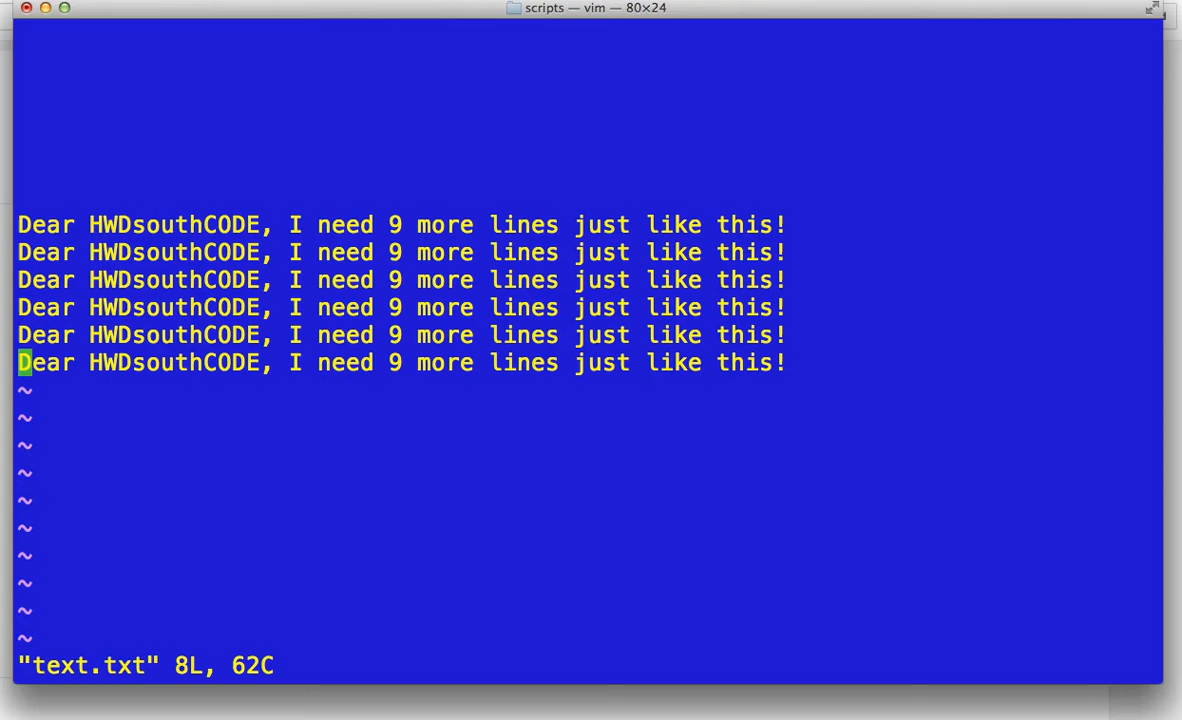 scripts — vim — 80×24
Dear HWDsouthCODE, I need 9 more lines just like this!
Dear HWDsouthCODE, I need 9 more lines just like this!
Dear HWDsouthCODE, I need 9 more lines just like this!
Dear HWDsouthCODE, I need 9 more lines just like this!
Dear HWDsouthCODE, I need 9 more lines just like this!
Dear HWDsouthCODE, I need 9 more lines just like this!
~
~
~
~
~
~
~
~
~
~
"text.txt" 8L, 62C